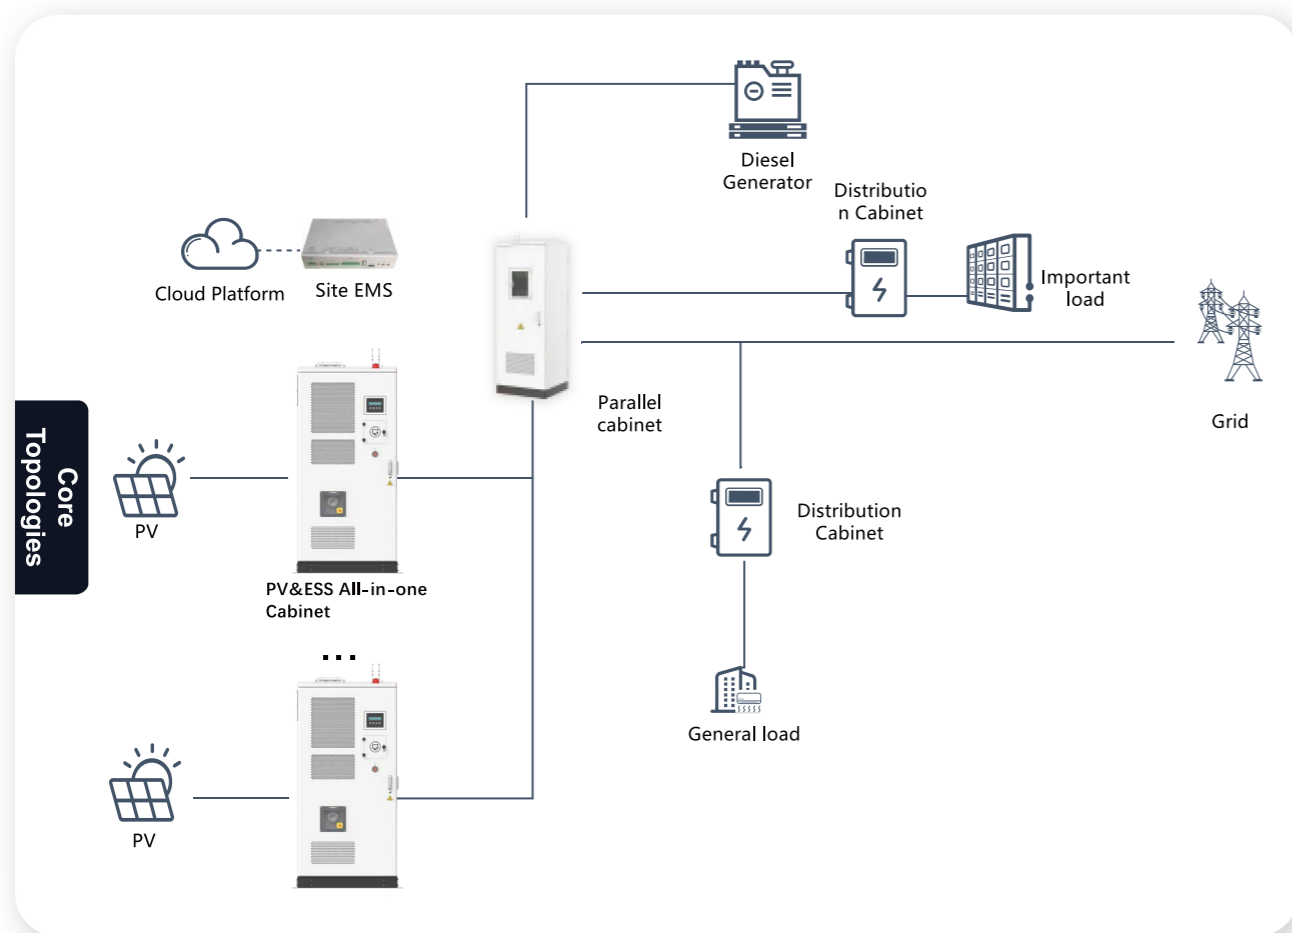 Diesel
Generator
Distributio
n Cabinet
Cloud Platform
Site EMS
Important
load
Parallel
cabinet
Grid
Core
Topologies
PV
PV&ESS All-in-one
Cabinet
...
Distribution
Cabinet
General load
PV